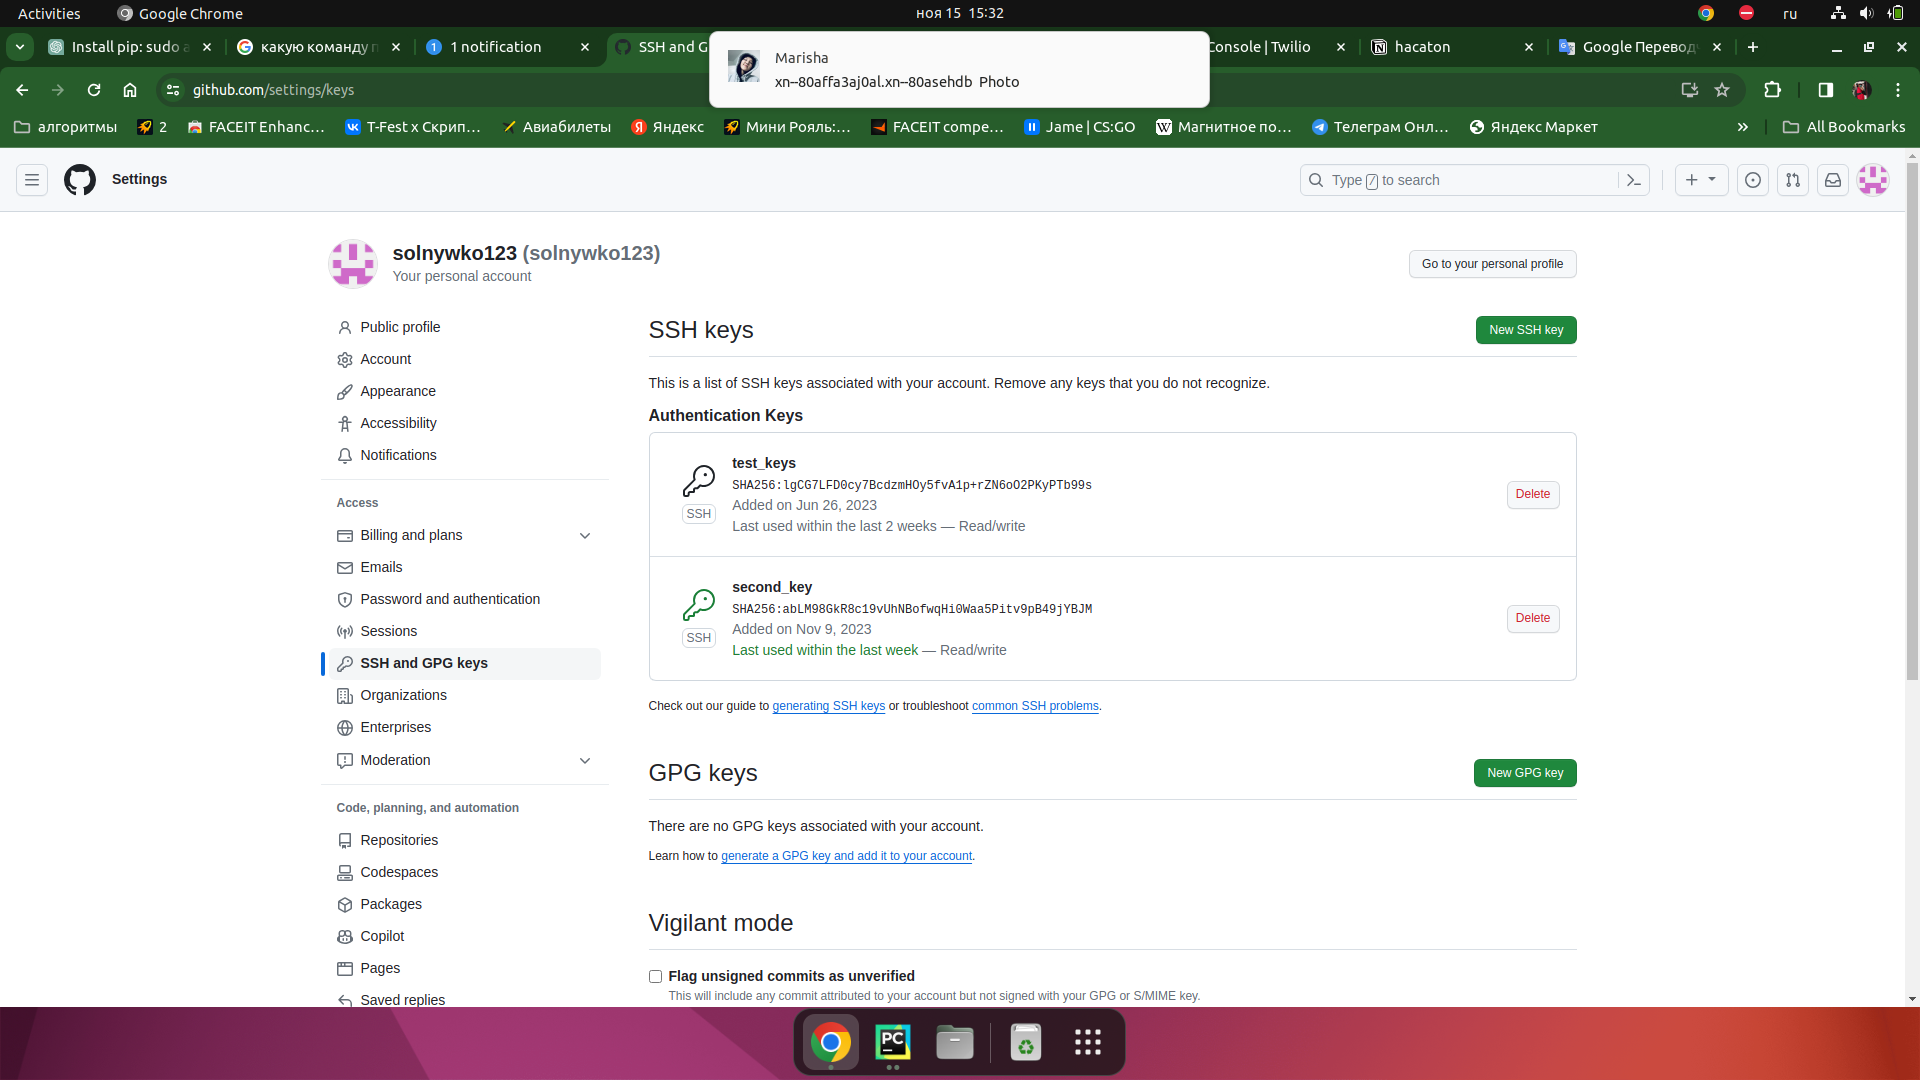 Activities
Google Chrome
ноя 15 15:32
ru
Install pip: sudo a
какую команду п
1 notification
SSH and G
Console | Twilio
hacaton
Google Перевод
Marisha
xn--80affa3aj0al.xn--80asehdb Photo
github.com/settings/keys
алгоритмы
2
FACEIT Enhanc…
T-Fest x Скрип…
Авиабилеты
Яндекс
Мини Рояль:…
FACEIT compe…
Jame | CS:GO
Магнитное по…
Телеграм Онл…
Яндекс Маркет
All Bookmarks
Settings
Type / to search
solnywko123 (solnywko123)
Your personal account
Go to your personal profile
Public profile
Account
Appearance
Accessibility
Notifications
Access
Billing and plans
Emails
Password and authentication
Sessions
SSH and GPG keys
Organizations
Enterprises
Moderation
Code, planning, and automation
Repositories
Codespaces
Packages
Copilot
Pages
Saved replies
SSH keys
New SSH key
This is a list of SSH keys associated with your account. Remove any keys that you do not recognize.
Authentication Keys
test_keys
SHA256:lgCG7LFD0cy7BcdzmHOy5fvA1p+rZN6oO2PKyPTb99s
Added on Jun 26, 2023
Last used within the last 2 weeks — Read/write
SSH
Delete
second_key
SHA256:abLM98GkR8c19vUhNBofwqHi0Waa5Pitv9pB49jYBJM
Added on Nov 9, 2023
Last used within the last week — Read/write
SSH
Delete
Check out our guide to generating SSH keys or troubleshoot common SSH problems.
GPG keys
New GPG key
There are no GPG keys associated with your account.
Learn how to generate a GPG key and add it to your account.
Vigilant mode
Flag unsigned commits as unverified
This will include any commit attributed to your account but not signed with your GPG or S/MIME key.
PC